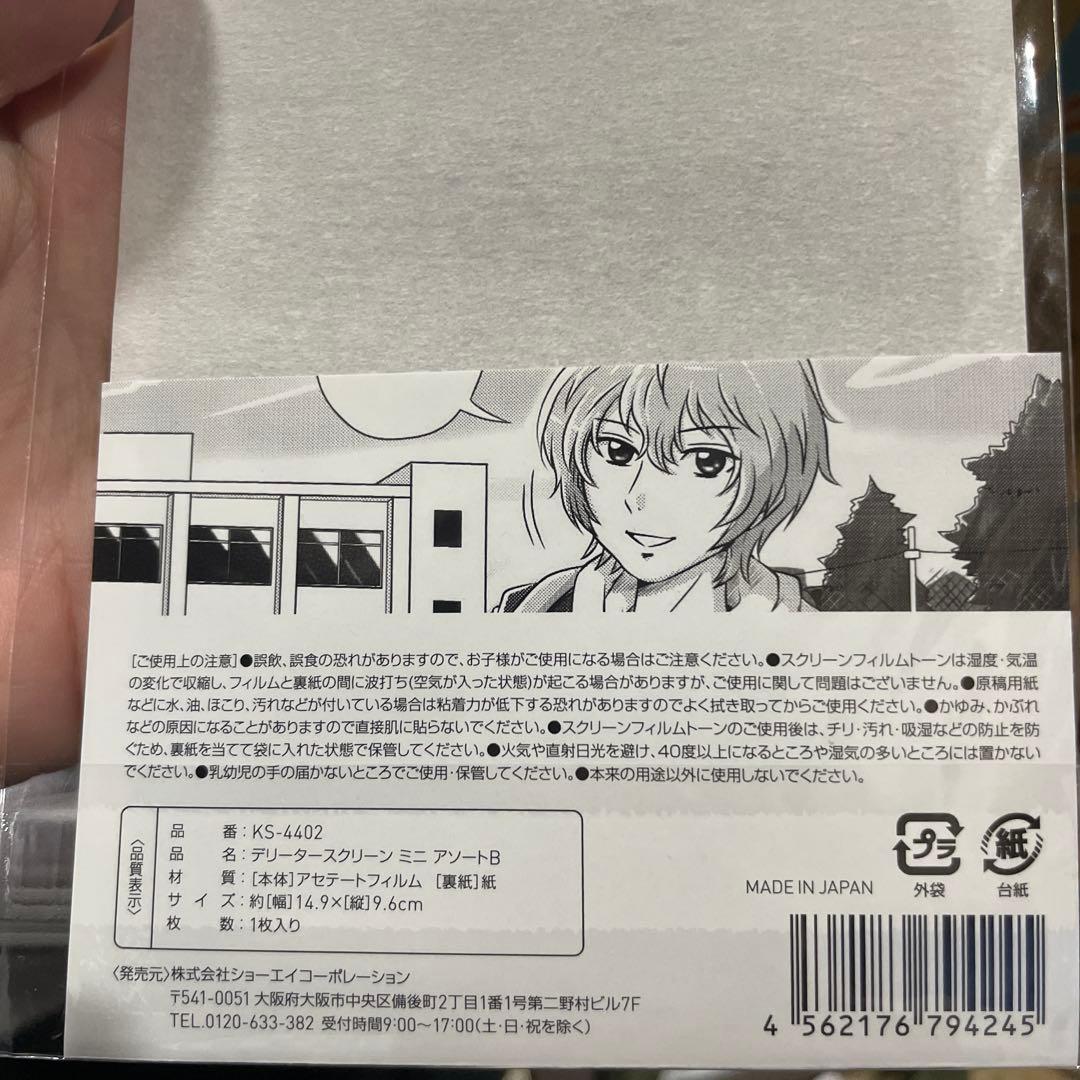 [ご使用上の注意]●誤飲、誤食の恐れがありますので、お子様がご使用になる場合はご注意ください。●スクリーンフィルムトーンは湿度・気温
の変化で収縮し、フィルムと裏紙の間に波打ち(空気が入った状態)が起こる場合がありますが、ご使用に関して問題はございません。●原稿用紙
などに水、油、ほこり、汚れなどが付いている場合は粘着力が低下する恐れがありますのでよく拭き取ってからご使用ください。●かゆみ、かぶれ
などの原因になることがありますので直接肌に貼らないでください。●スクリーンフィルムトーンのご使用後は、チリ・汚れ・吸湿などの防止を防
ぐため、裏紙を当てて袋に入れた状態で保管してください。●火気や直射日光を避け、40度以上になるところや湿気の多いところには置かない
でください。●乳幼児の手の届かないところでご使用・保管してください。●本来の用途以外に使用しないでください。
〈品質表示〉
品番：KS-4402
品名：デリータースクリーン ミニ アソートB
材質：[本体]アセテートフィルム [裏紙]紙
サイズ：約[幅]14.9×[縦]9.6cm
枚数：1枚入り
MADE IN JAPAN
プラ
外袋
紙
台紙
〈発売元〉株式会社ショーエイコーポレーション
〒541-0051 大阪府大阪市中央区備後町2丁目1番1号第二野村ビル7F
TEL.0120-633-382 受付時間9:00〜17:00(土・日・祝を除く)
4 562176 794245